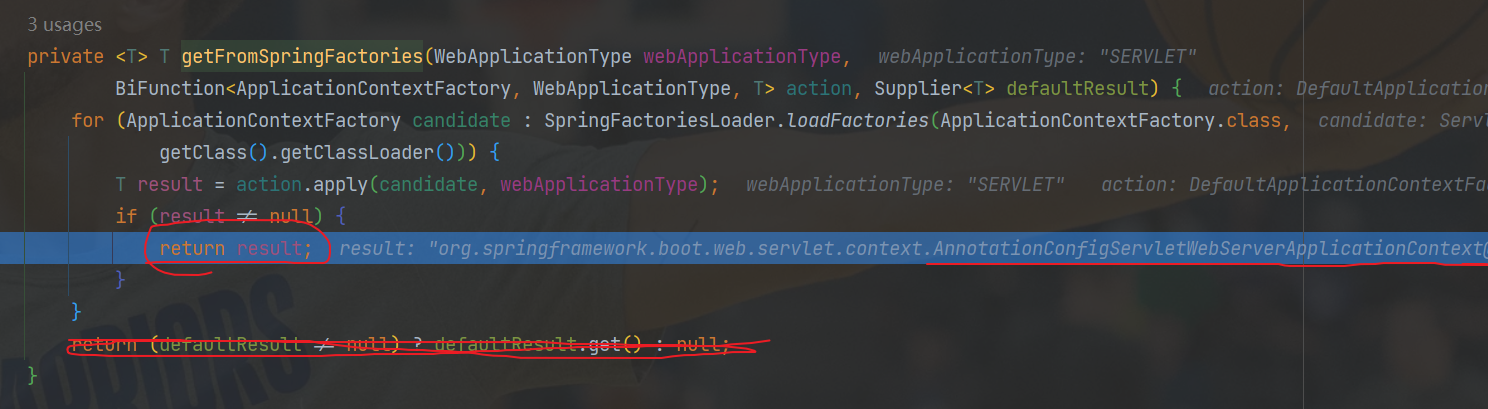 3 usages
private <T> T getFromSpringFactories(WebApplicationType webApplicationType,   webApplicationType: "SERVLET"
        BiFunction<ApplicationContextFactory, WebApplicationType, T> action, Supplier<T> defaultResult) {   action: DefaultApplication
    for (ApplicationContextFactory candidate : SpringFactoriesLoader.loadFactories(ApplicationContextFactory.class,   candidate: Serv
            getClass().getClassLoader())) {
        T result = action.apply(candidate, webApplicationType);   webApplicationType: "SERVLET"   action: DefaultApplicationContextFac
        if (result ≠ null) {
            return result;   result: "org.springframework.boot.web.servlet.context.AnnotationConfigServletWebServerApplicationContext@
        }
    }
    return (defaultResult ≠ null) ? defaultResult.get() : null;
}